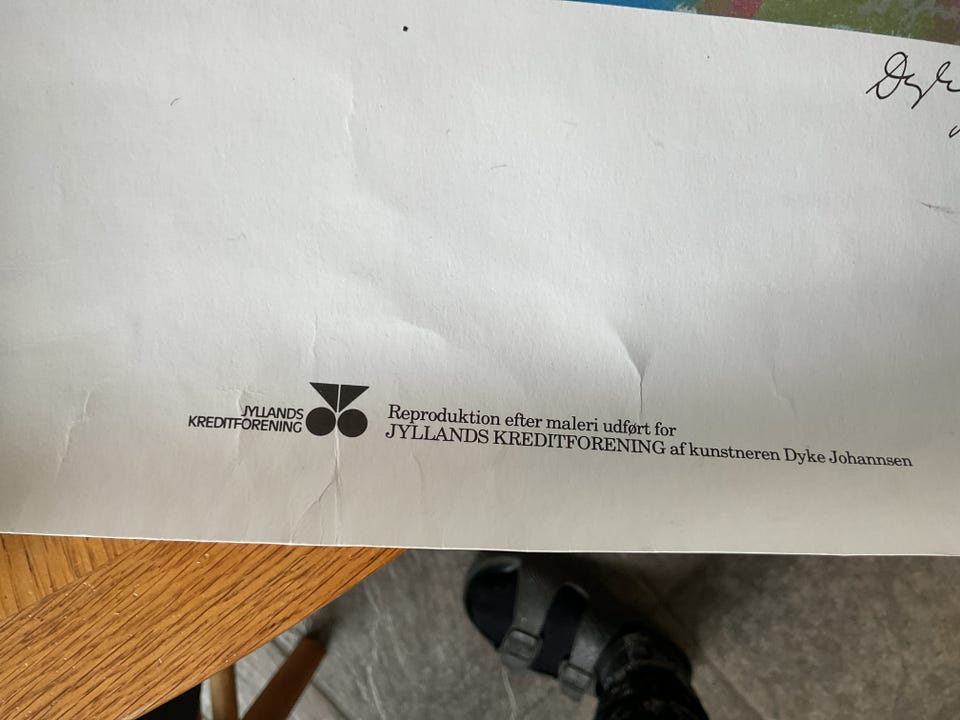 JYLLANDS
KREDITFORENING
Reproduktion efter maleri udført for
JYLLANDS KREDITFORENING af kunstneren Dyke Johannsen